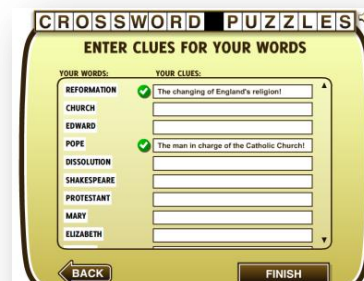 CROSSWORD PUZZLES
ENTER CLUES FOR YOUR WORDS
YOUR WORDS: YOUR CLUES:
REFORMATION The changing of England's religion!
CHURCH
EDWARD
POPE The man in charge of the Catholic Church!
DISSOLUTION
SHAKESPEARE
PROTESTANT
MARY
ELIZABETH
BACK FINISH